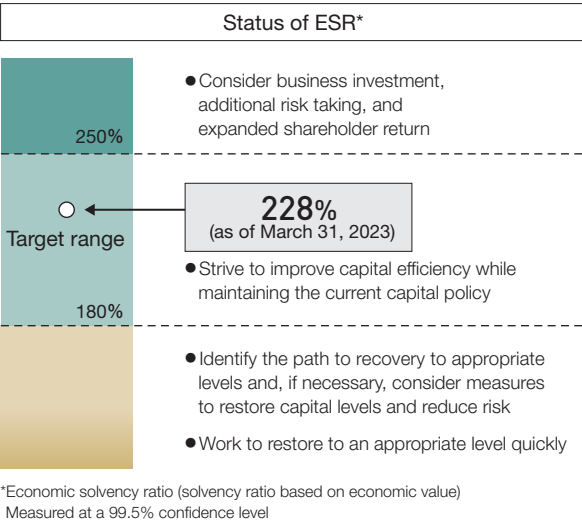 Status of ESR*
● Consider business investment,
additional risk taking, and
expanded shareholder return
250%
228%
(as of March 31, 2023)
Target range
● Strive to improve capital efficiency while
maintaining the current capital policy
180%
● Identify the path to recovery to appropriate
levels and, if necessary, consider measures
to restore capital levels and reduce risk
● Work to restore to an appropriate level quickly
*Economic solvency ratio (solvency ratio based on economic value)
Measured at a 99.5% confidence level